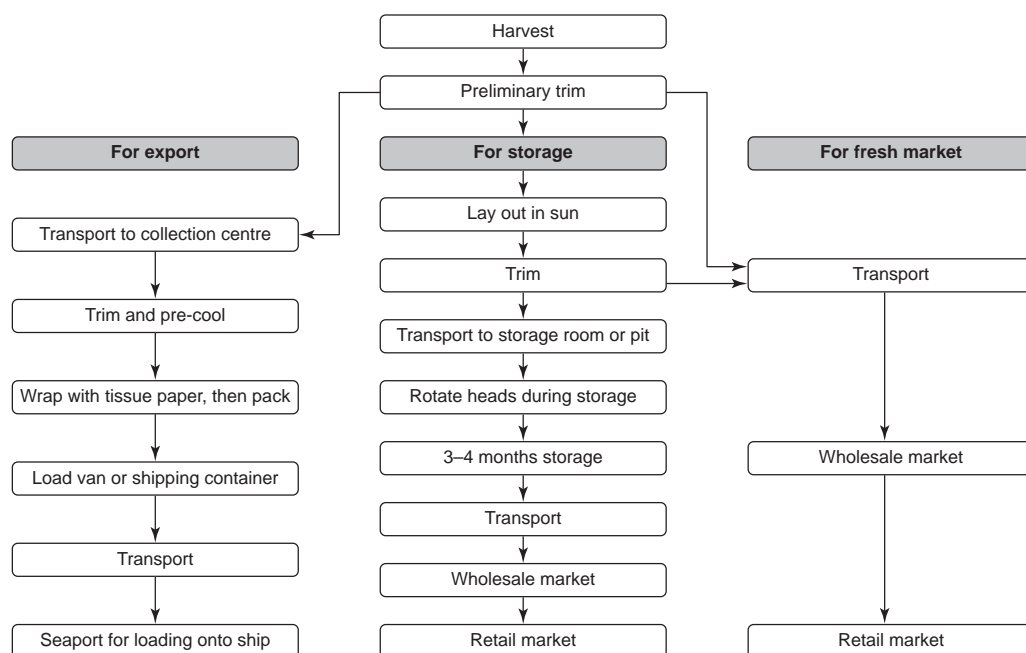 Harvest
Preliminary trim
For export
For storage
For fresh market
Lay out in sun
Transport to collection centre
Trim
Transport
Trim and pre-cool
Transport to storage room or pit
Wrap with tissue paper, then pack
Rotate heads during storage
3–4 months storage
Wholesale market
Load van or shipping container
Transport
Transport
Wholesale market
Seaport for loading onto ship
Retail market
Retail market